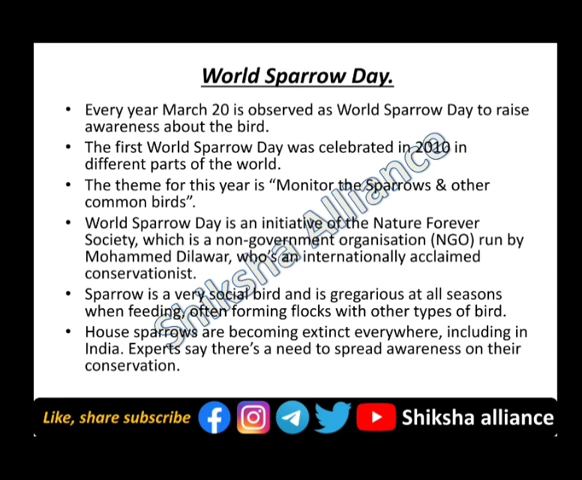 World Sparrow Day.
• Every year March 20 is observed as World Sparrow Day to raise
awareness about the bird.
• The first World Sparrow Day was celebrated in 2010 in
different parts of the world.
• The theme for this year is “Monitor the Sparrows & other
common birds”.
• World Sparrow Day is an initiative of the Nature Forever
Society, which is a non-government organisation (NGO) run by
Mohammed Dilawar, who's an internationally acclaimed
conservationist.
• Sparrow is a very social bird and is gregarious at all seasons
when feeding, often forming flocks with other types of bird.
• House sparrows are becoming extinct everywhere, including in
India. Experts say there's a need to spread awareness on their
conservation.
Shiksha Alliance
Like, share subscribe Shiksha alliance